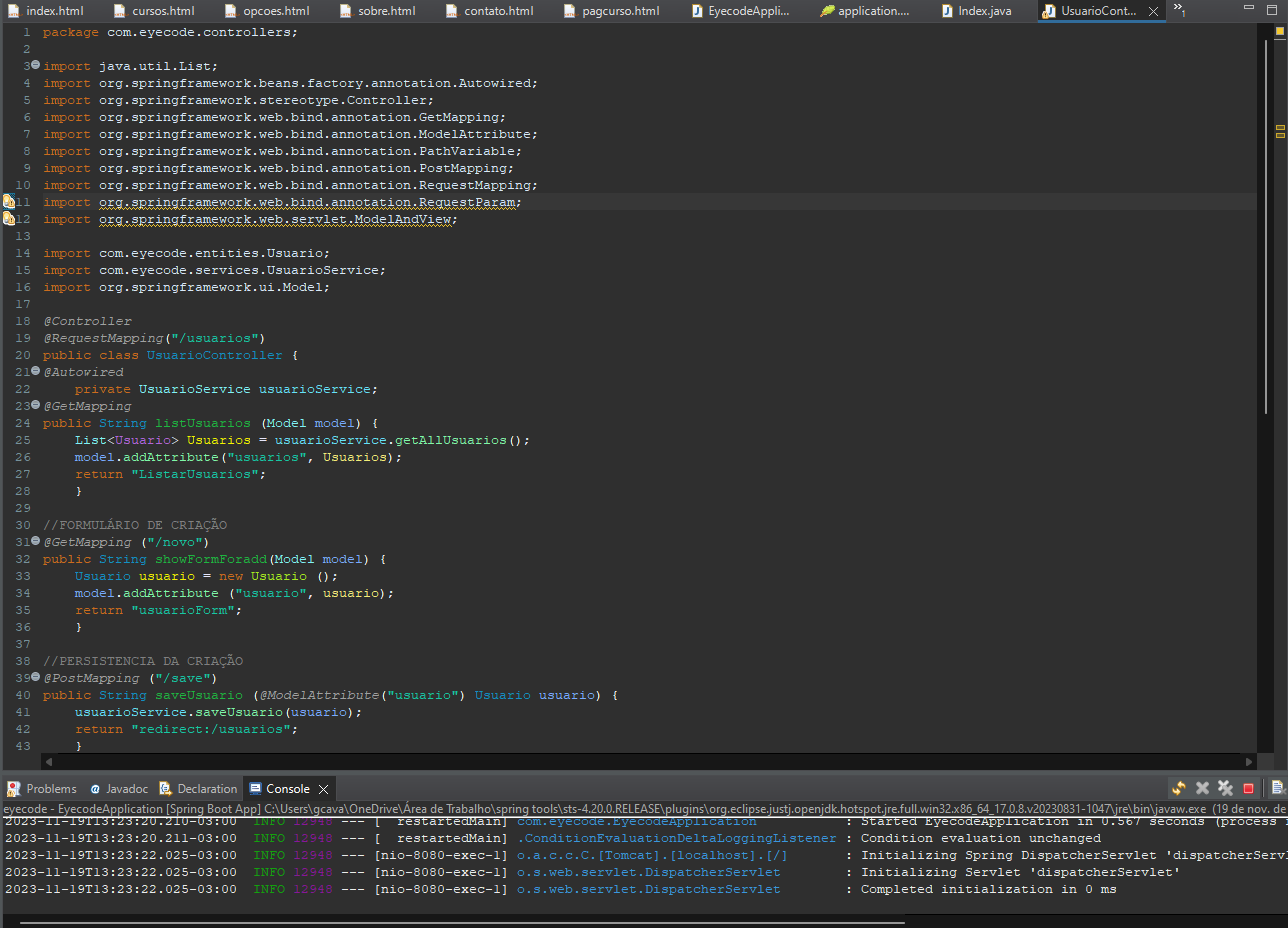 index.html cursos.html opcoes.html sobre.html contato.html pagcurso.html EyecodeAppli... application.... Index.java UsuarioCont... »1
1 package com.eyecode.controllers;
2
3 import java.util.List;
4 import org.springframework.beans.factory.annotation.Autowired;
5 import org.springframework.stereotype.Controller;
6 import org.springframework.web.bind.annotation.GetMapping;
7 import org.springframework.web.bind.annotation.ModelAttribute;
8 import org.springframework.web.bind.annotation.PathVariable;
9 import org.springframework.web.bind.annotation.PostMapping;
10 import org.springframework.web.bind.annotation.RequestMapping;
11 import org.springframework.web.bind.annotation.RequestParam;
12 import org.springframework.web.servlet.ModelAndView;
13
14 import com.eyecode.entities.Usuario;
15 import com.eyecode.services.UsuarioService;
16 import org.springframework.ui.Model;
17
18 @Controller
19 @RequestMapping("/usuarios")
20 public class UsuarioController {
21 @Autowired
22 private UsuarioService usuarioService;
23 @GetMapping
24 public String listUsuarios (Model model) {
25 List<Usuario> Usuarios = usuarioService.getAllUsuarios();
26 model.addAttribute("usuarios", Usuarios);
27 return "ListarUsuarios";
28 }
29
30 //FORMULÁRIO DE CRIAÇÃO
31 @GetMapping ("/novo")
32 public String showFormForadd(Model model) {
33 Usuario usuario = new Usuario ();
34 model.addAttribute ("usuario", usuario);
35 return "usuarioForm";
36 }
37
38 //PERSISTENCIA DA CRIAÇÃO
39 @PostMapping ("/save")
40 public String saveUsuario (@ModelAttribute("usuario") Usuario usuario) {
41 usuarioService.saveUsuario(usuario);
42 return "redirect:/usuarios";
43 }
Problems Javadoc Declaration Console
eyecode - EyecodeApplication [Spring Boot App] C:\Users\gcava\OneDrive\Área de Trabalho\spring tools\sts-4.20.0.RELEASE\plugins\org.eclipse.justj.openjdk.hotspot.jre.full.win32.x86_64_17.0.8.v20230831-1047\jre\bin\javaw.exe (19 de nov. de
2023-11-19T13:23:20.210-03:00 INFO 12948 --- [ restartedMain] com.eyecode.EyecodeApplication : Started EyecodeApplication in 0.567 seconds (process
2023-11-19T13:23:20.211-03:00 INFO 12948 --- [ restartedMain] .ConditionEvaluationDeltaLoggingListener : Condition evaluation unchanged
2023-11-19T13:23:22.025-03:00 INFO 12948 --- [nio-8080-exec-1] o.a.c.c.C.[Tomcat].[localhost].[/] : Initializing Spring DispatcherServlet 'dispatcherServl
2023-11-19T13:23:22.025-03:00 INFO 12948 --- [nio-8080-exec-1] o.s.web.servlet.DispatcherServlet : Initializing Servlet 'dispatcherServlet'
2023-11-19T13:23:22.025-03:00 INFO 12948 --- [nio-8080-exec-1] o.s.web.servlet.DispatcherServlet : Completed initialization in 0 ms